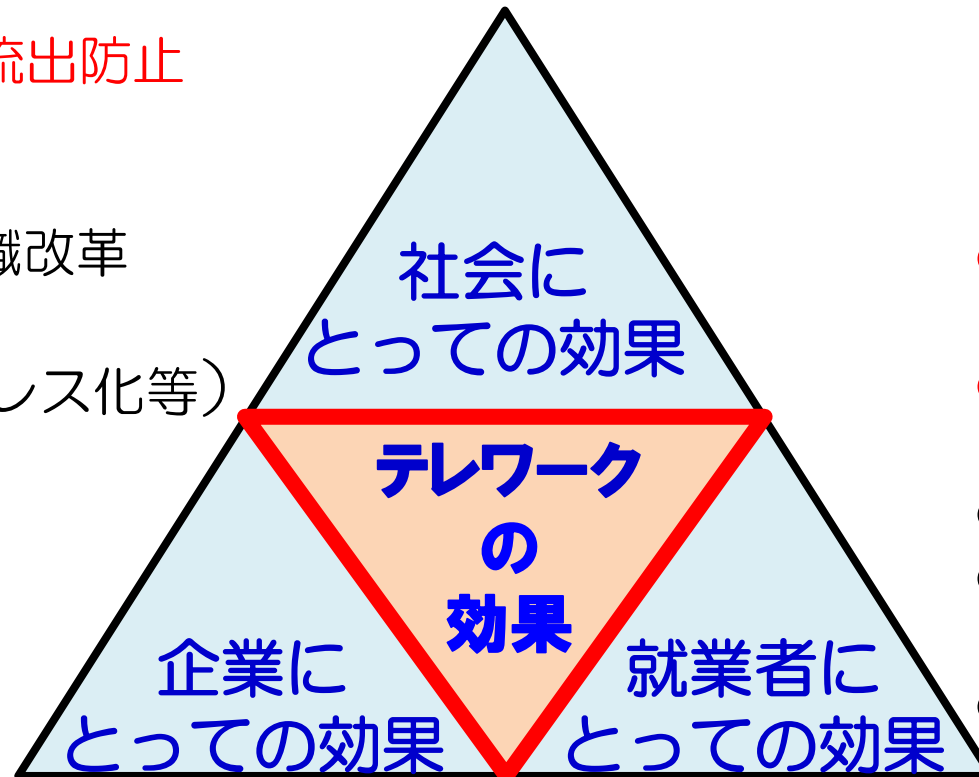 流出防止
織改革
レス化等）
社会に
とっての効果
テレワーク
の
効果
企業に
とっての効果
就業者に
とっての効果